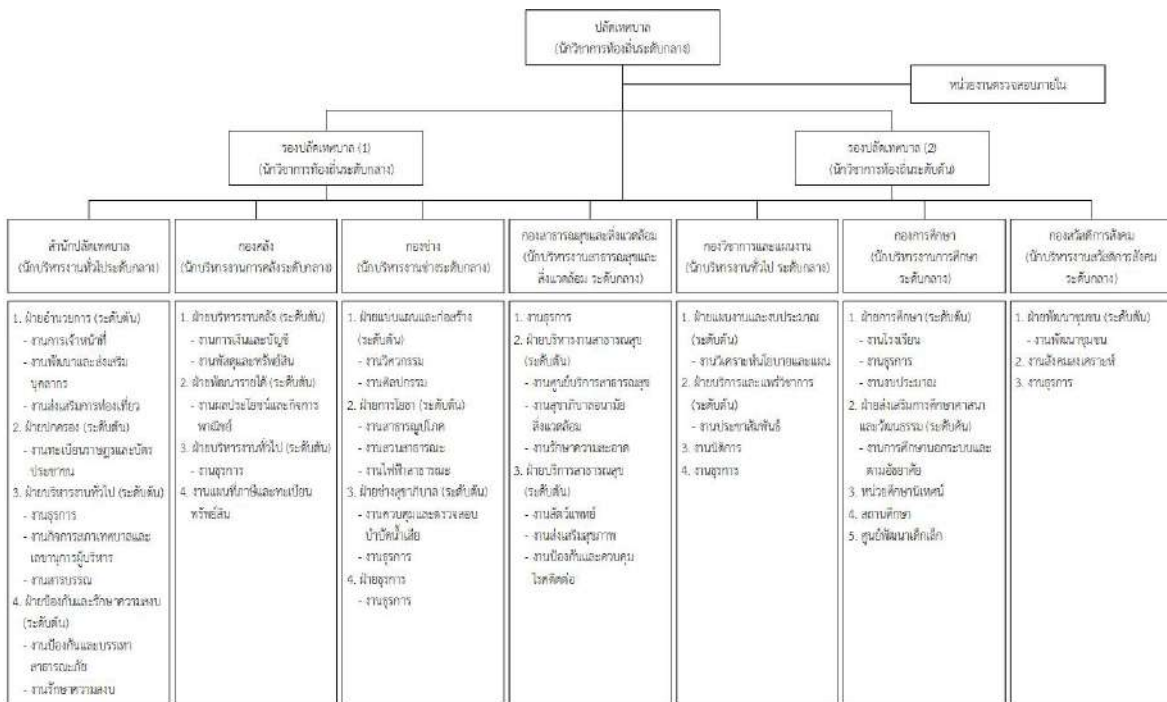 ปลัดเทศบาล
(นักวิชาการท้องถิ่นระดับกลาง)
หน่วยงานตรวจสอบภายใน
รองปลัดเทศบาล (1)
(นักวิชาการท้องถิ่นระดับกลาง)
รองปลัดเทศบาล (2)
(นักวิชาการท้องถิ่นระดับต้น)
สำนักปลัดเทศบาล
(นักบริหารงานทั่วไประดับกลาง)
1. ฝ่ายอำนวยการ (ระดับต้น)
- งานการเจ้าหน้าที่
- งานพัฒนาและส่งเสริม
บุคลากร
- งานส่งเสริมการท่องเที่ยว
2. ฝ่ายปกครอง (ระดับต้น)
- งานทะเบียนราษฎรและบัตร
ประชาชน
3. ฝ่ายบริหารงานทั่วไป (ระดับต้น)
- งานธุรการ
- งานกิจการสภาเทศบาลและ
เลขานุการผู้บริหาร
- งานสารบรรณ
4. ฝ่ายป้องกันและรักษาความสงบ
(ระดับต้น)
- งานป้องกันและบรรเทา
สาธารณะภัย
- งานรักษาความสงบ
กองคลัง
(นักบริหารงานการคลังระดับกลาง)
1. ฝ่ายบริหารงานคลัง (ระดับต้น)
- งานการเงินและบัญชี
- งานพัสดุและทรัพย์สิน
2. ฝ่ายพัฒนารายได้ (ระดับต้น)
- งานผลประโยชน์และกิจการ
พาณิชย์
3. ฝ่ายบริหารงานทั่วไป (ระดับต้น)
- งานธุรการ
4. งานแผนที่ภาษีและทะเบียน
ทรัพย์สิน
กองช่าง
(นักบริหารงานช่างระดับกลาง)
1. ฝ่ายแบบแผนและก่อสร้าง
(ระดับต้น)
- งานวิศวกรรม
- งานศิลปกรรม
2. ฝ่ายการโยธา (ระดับต้น)
- งานสาธารณูปโภค
- งานสวนสาธารณะ
- งานไฟฟ้าสาธารณะ
3. ฝ่ายช่างสุขาภิบาล (ระดับต้น)
- งานควบคุมและตรวจสอบ
บำบัดน้ำเสีย
- งานธุรการ
4. ฝ่ายธุรการ
- งานธุรการ
กองสาธารณสุขและสิ่งแวดล้อม
(นักบริหารงานสาธารณสุขและ
สิ่งแวดล้อม ระดับกลาง)
1. งานธุรการ
2. ฝ่ายบริหารงานสาธารณสุข
(ระดับต้น)
- งานศูนย์บริการสาธารณสุข
- งานสุขาภิบาลอนามัย
สิ่งแวดล้อม
- งานรักษาความสะอาด
3. ฝ่ายบริการสาธารณสุข
(ระดับต้น)
- งานสัตว์แพทย์
- งานส่งเสริมสุขภาพ
- งานป้องกันและควบคุม
โรคติดต่อ
กองวิชาการและแผนงาน
(นักบริหารงานทั่วไป ระดับกลาง)
1. ฝ่ายแผนงานและงบประมาณ
(ระดับต้น)
- งานวิเคราะห์นโยบายและแผน
2. ฝ่ายบริการและแพร่วิชาการ
(ระดับต้น)
- งานประชาสัมพันธ์
3. งานนิติการ
4. งานธุรการ
กองการศึกษา
(นักบริหารงานการศึกษา
ระดับกลาง)
1. ฝ่ายการศึกษา (ระดับต้น)
- งานโรงเรียน
- งานธุรการ
- งานงบประมาณ
2. ฝ่ายส่งเสริมการศึกษาศาสนา
และวัฒนธรรม (ระดับต้น)
- งานการศึกษานอกระบบและ
ตามอัธยาศัย
3. หน่วยศึกษานิเทศน์
4. สถานศึกษา
5. ศูนย์พัฒนาเด็กเล็ก
กองสวัสดิการสังคม
(นักบริหารงานสวัสดิการสังคม
ระดับกลาง)
1. ฝ่ายพัฒนาชุมชน (ระดับต้น)
- งานพัฒนาชุมชน
2. งานสังคมสงเคราะห์
3. งานธุรการ